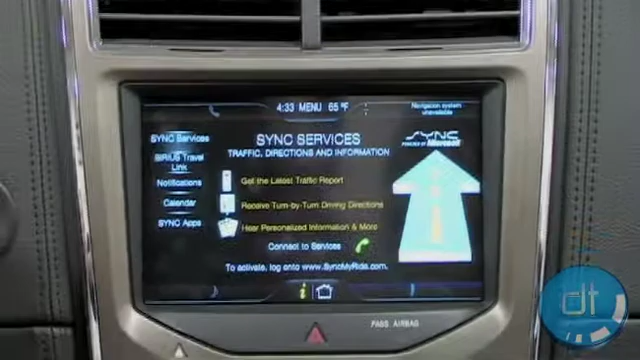 4:33 MENU 65 °F
Navigation system
unavailable
SYNC Services
SIRIUS Travel
Link
Notifications
Calendar
SYNC Apps
SYNC SERVICES
TRAFFIC, DIRECTIONS AND INFORMATION
Get the Latest Traffic Report
Receive Turn-by-Turn Driving Directions
Hear Personalized Information & More
Connect to Services
To activate, log onto www.SyncMyRide.com.
SYNC
POWERED BY Microsoft
i
PASS AIRBAG
dt